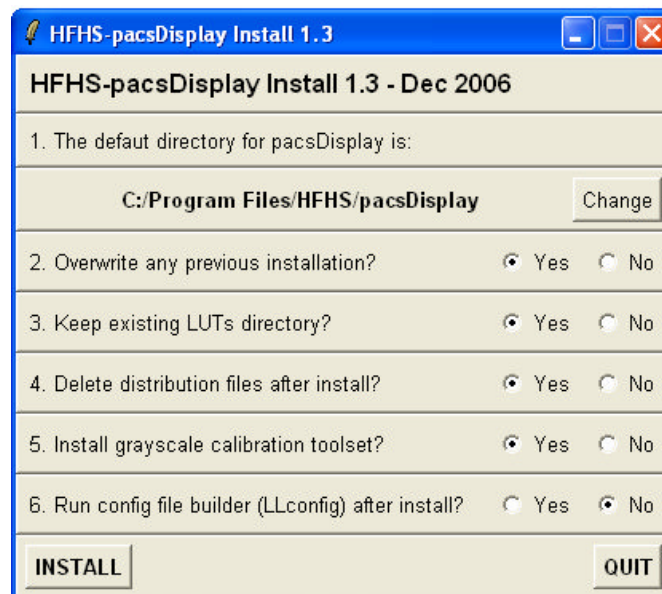 HFHS-pacsDisplay Install 1.3
HFHS-pacsDisplay Install 1.3 - Dec 2006
1. The defaut directory for pacsDisplay is:
C:/Program Files/HFHS/pacsDisplay Change
2. Overwrite any previous installation? Yes No
3. Keep existing LUTs directory? Yes No
4. Delete distribution files after install? Yes No
5. Install grayscale calibration toolset? Yes No
6. Run config file builder (LLconfig) after install? Yes No
INSTALL QUIT